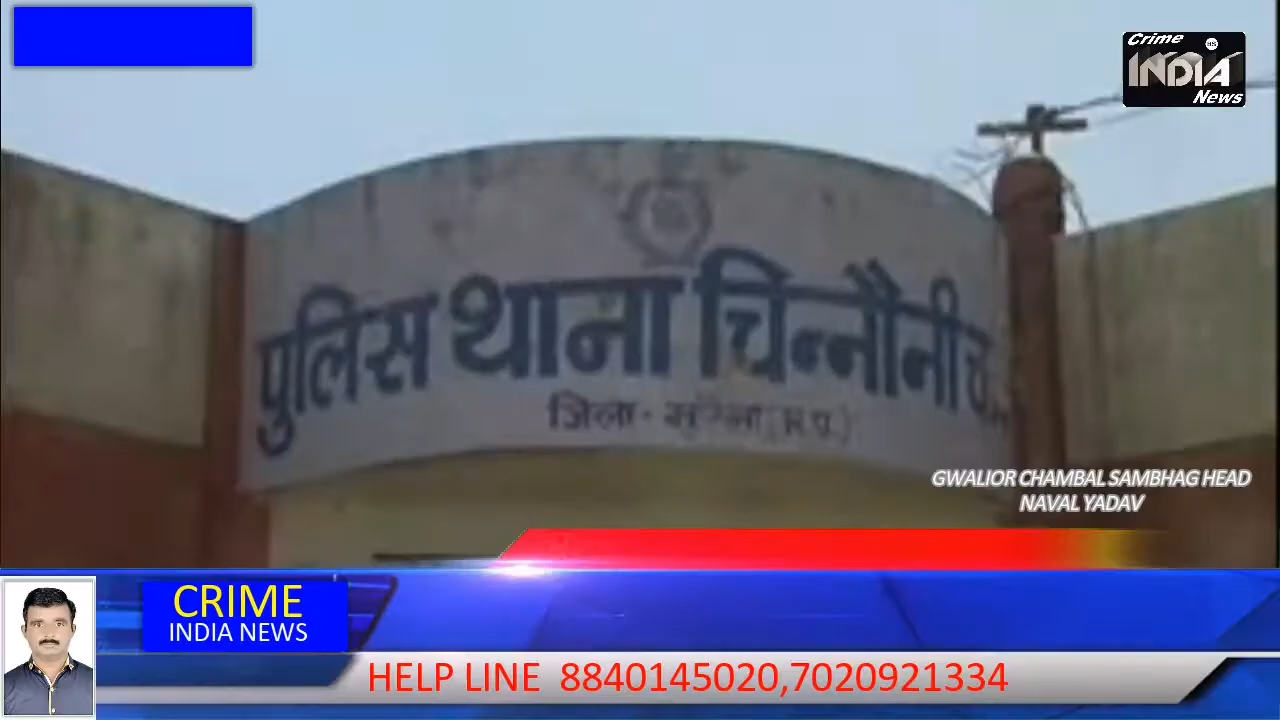 Crime
INDIA
News
पुलिस थाना चिन्नौनी
जिला - मुरैना (म.प्र.)
GWALIOR CHAMBAL SAMBHAG HEAD
NAVAL YADAV
CRIME
INDIA NEWS
HELP LINE 8840145020,7020921334